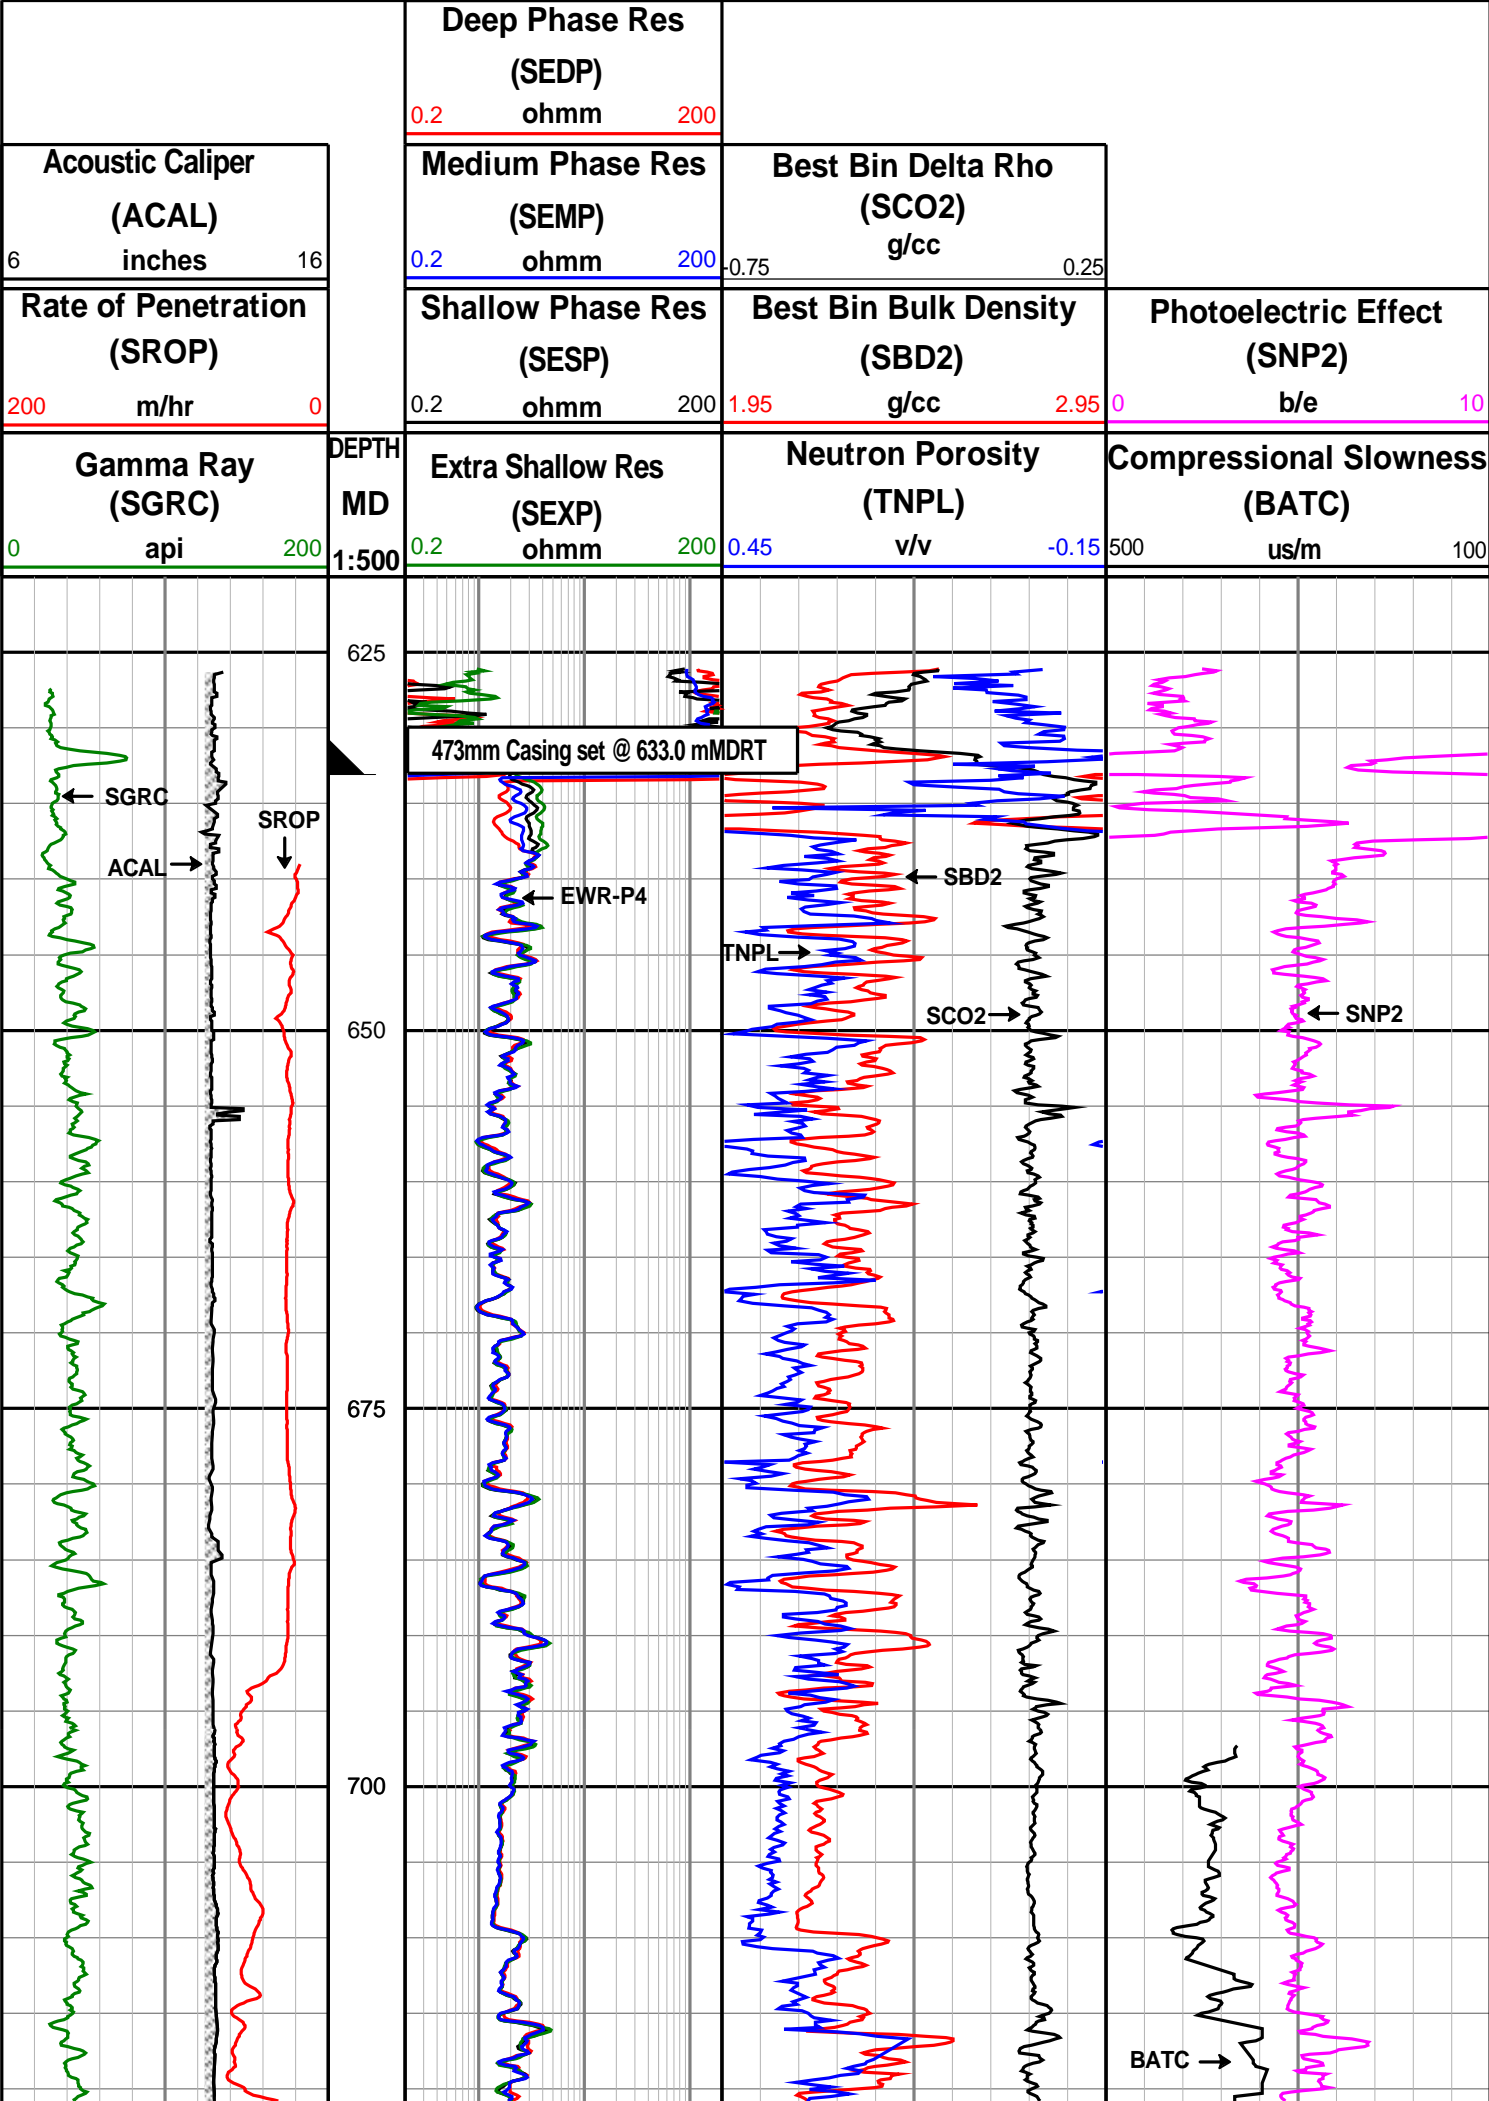 Deep Phase Res
(SEDP)
0.2 ohmm 200
Acoustic Caliper
(ACAL)
6 inches 16
Medium Phase Res
(SEMP)
0.2 ohmm 200
Best Bin Delta Rho
(SCO2)
g/cc
-0.75 0.25
Rate of Penetration
(SROP)
200 m/hr 0
Shallow Phase Res
(SESP)
0.2 ohmm 200
Best Bin Bulk Density
(SBD2)
1.95 g/cc 2.95
Photoelectric Effect
(SNP2)
0 b/e 10
Gamma Ray
(SGRC)
0 api 200
DEPTH
MD
1:500
Extra Shallow Res
(SEXP)
0.2 ohmm 200
Neutron Porosity
(TNPL)
0.45 v/v -0.15
Compressional Slowness
(BATC)
500 us/m 100
625
473mm Casing set @ 633.0 mMDRT
SGRC
SROP
ACAL
SBD2
EWR-P4
TNPL
SCO2
SNP2
650
675
700
BATC